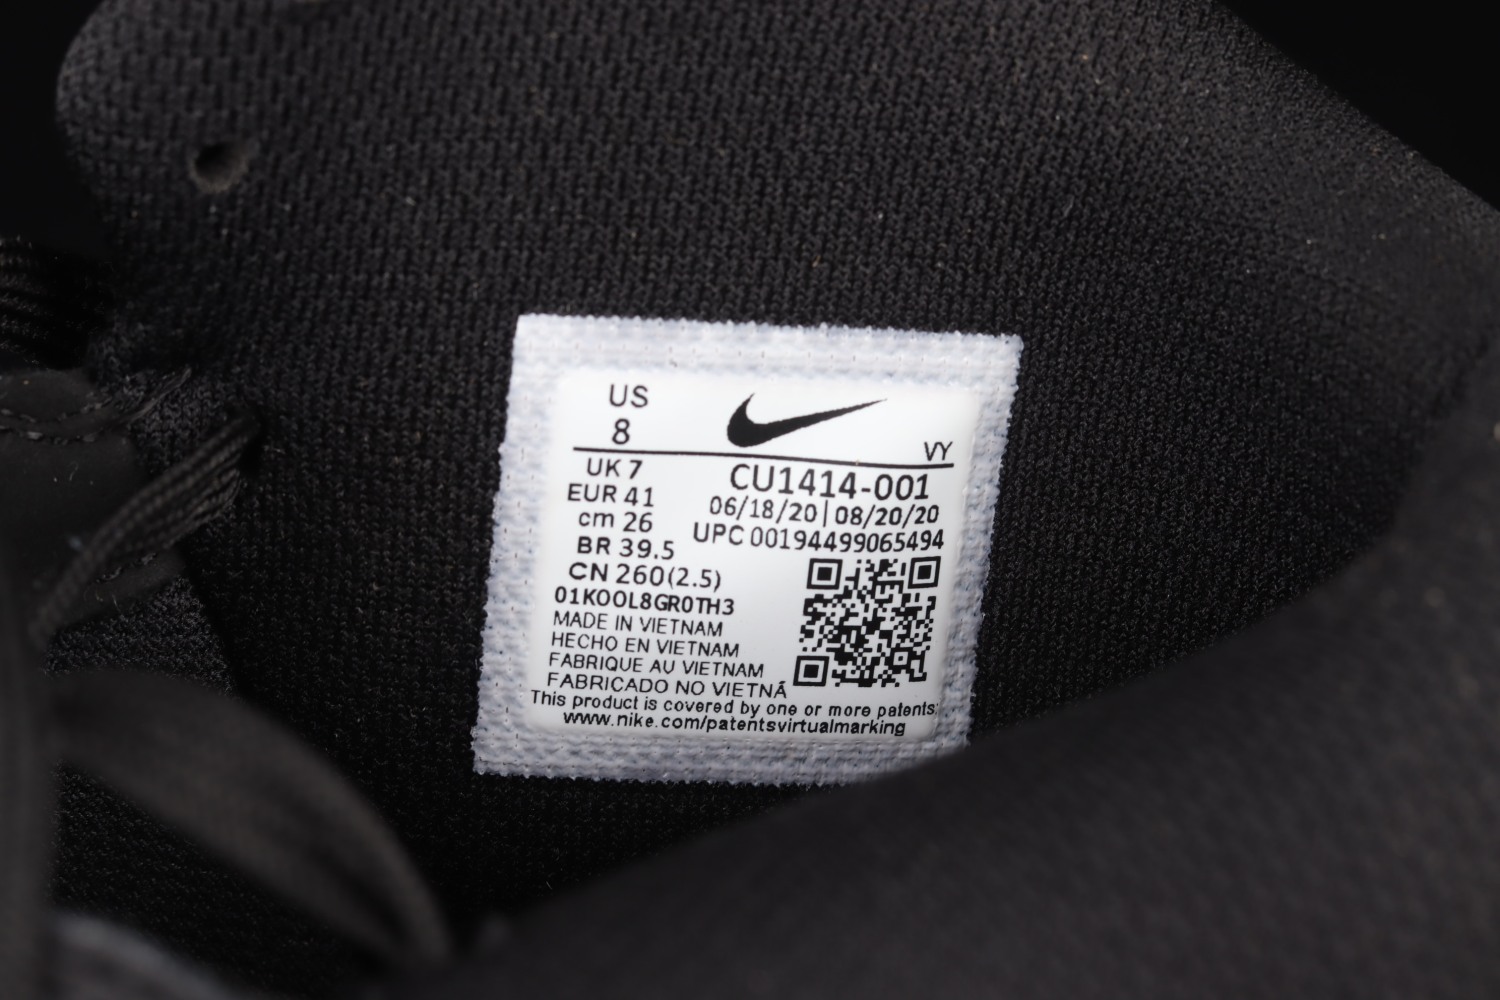 US
8
VY
UK 7
CU1414-001
EUR 41
06/18/20|08/20/20
cm 26
UPC 00194499065494
BR 39.5
CN 260(2.5)
01KOOL8GR0TH3
MADE IN VIETNAM
HECHO EN VIETNAM
FABRIQUE AU VIETNAM
FABRICADO NO VIETNÃ
This product is covered by one or more patents:
www.nike.com/patentsvirtualmarking